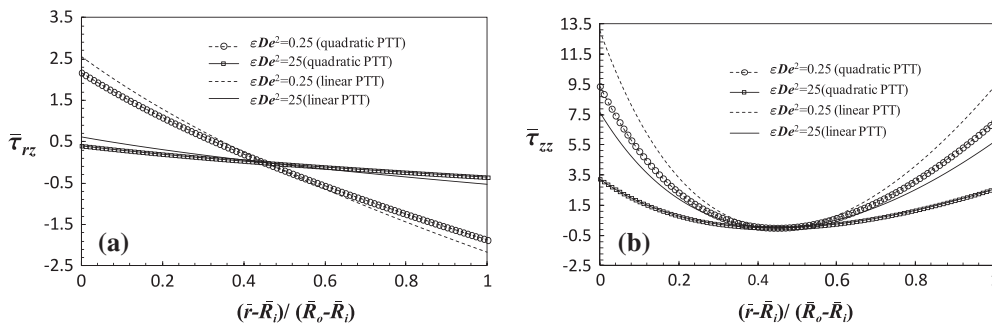 3.5
2.5
1.5
0.5
-0.5
-1.5
-2.5
τ̄rz
εDe²=0.25 (quadratic PTT)
εDe²=25(quadratic PTT)
εDe²=0.25 (linear PTT)
εDe²=25(linear PTT)
(a)
0 0.2 0.4 0.6 0.8 1
(r̄-R̄i)/ (R̄o-R̄i)
13.5
11.5
9.5
7.5
5.5
3.5
1.5
-0.5
-2.5
τ̄zz
εDe²=0.25 (quadratic PTT)
εDe²=25(quadratic PTT)
εDe²=0.25 (linear PTT)
εDe²=25(linear PTT)
(b)
0 0.2 0.4 0.6 0.8 1
(r̄-R̄i)/ (R̄o-R̄i)